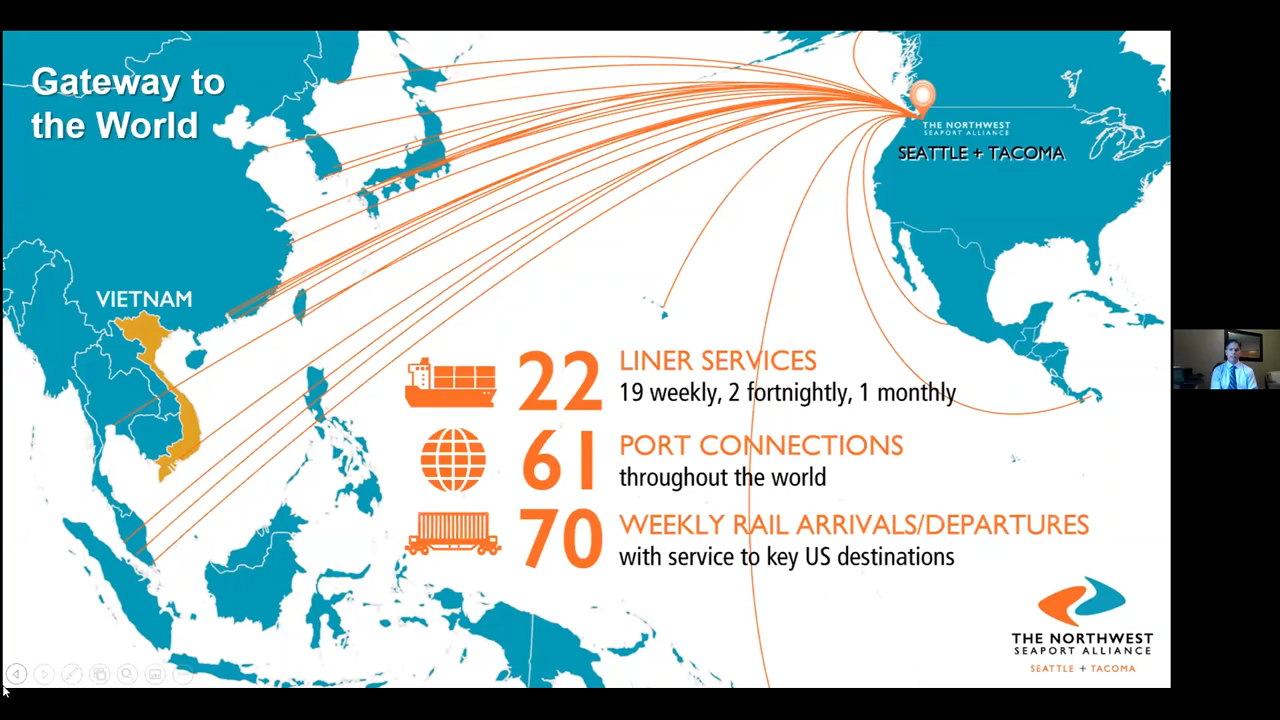 Gateway to
the World
THE NORTHWEST
SEAPORT ALLIANCE
SEATTLE + TACOMA
VIETNAM
22 LINER SERVICES
19 weekly, 2 fortnightly, 1 monthly
61 PORT CONNECTIONS
throughout the world
70 WEEKLY RAIL ARRIVALS/DEPARTURES
with service to key US destinations
THE NORTHWEST
SEAPORT ALLIANCE
SEATTLE + TACOMA